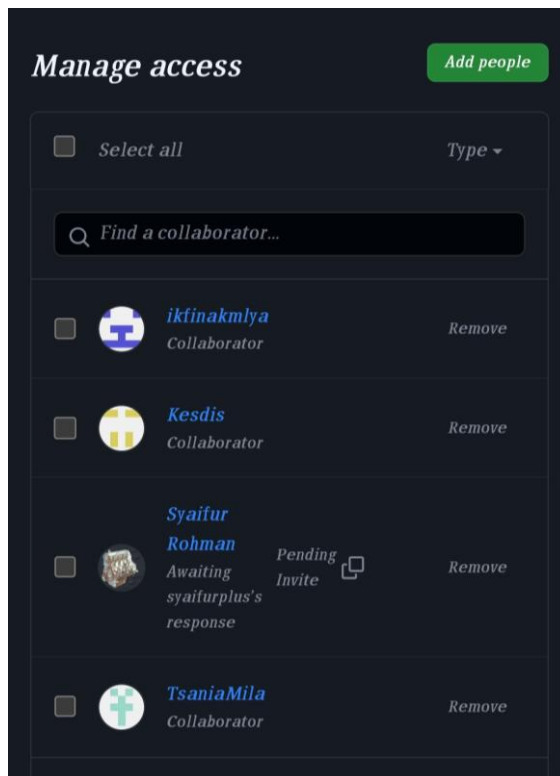 Manage access
Add people
Select all
Type
Find a collaborator...
ikfinakmlya
Collaborator
Remove
Kesdis
Collaborator
Remove
Syaifur
Rohman
Awaiting
syaifurplus's
response
Pending
Invite
Remove
TsaniaMila
Collaborator
Remove